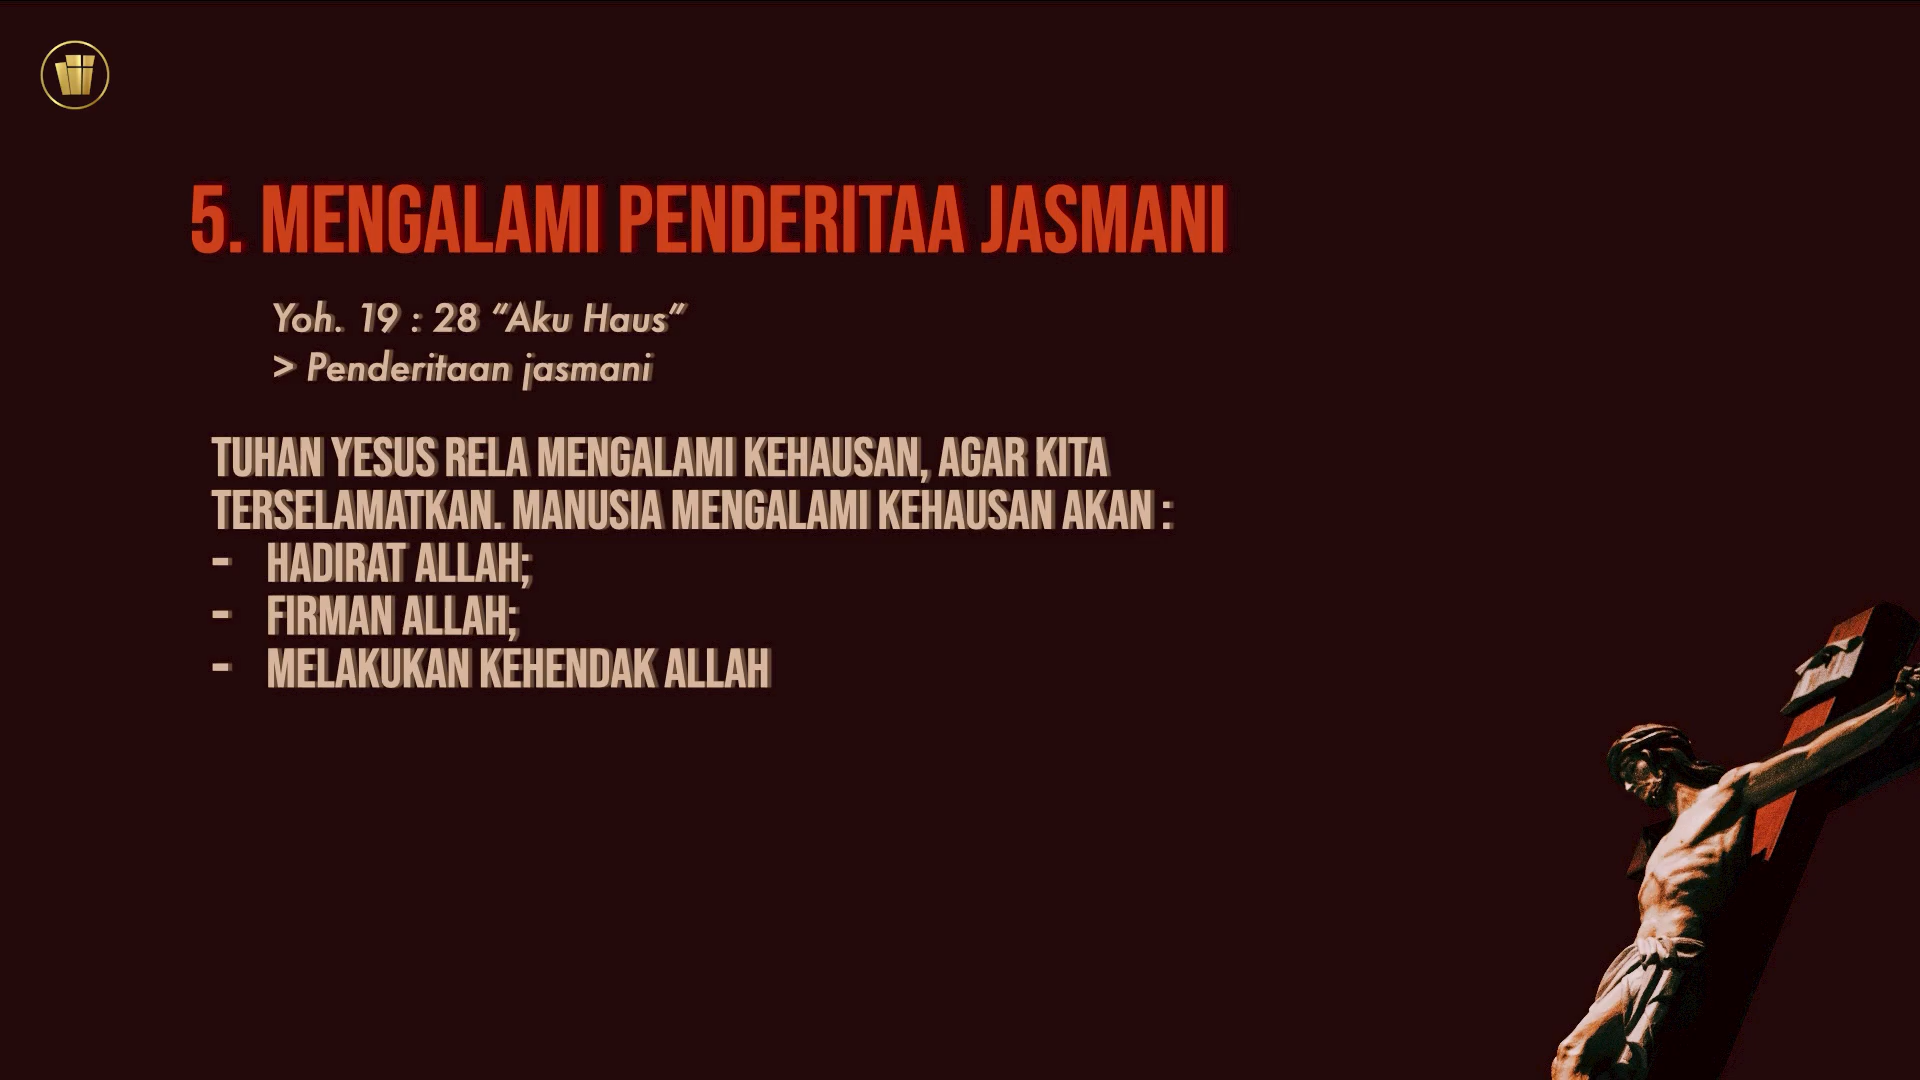 5. MENGALAMI PENDERITAA JASMANI
Yoh. 19 : 28 “Aku Haus”
> Penderitaan jasmani
TUHAN YESUS RELA MENGALAMI KEHAUSAN, AGAR KITA
TERSELAMATKAN. MANUSIA MENGALAMI KEHAUSAN AKAN :
- HADIRAT ALLAH;
- FIRMAN ALLAH;
- MELAKUKAN KEHENDAK ALLAH